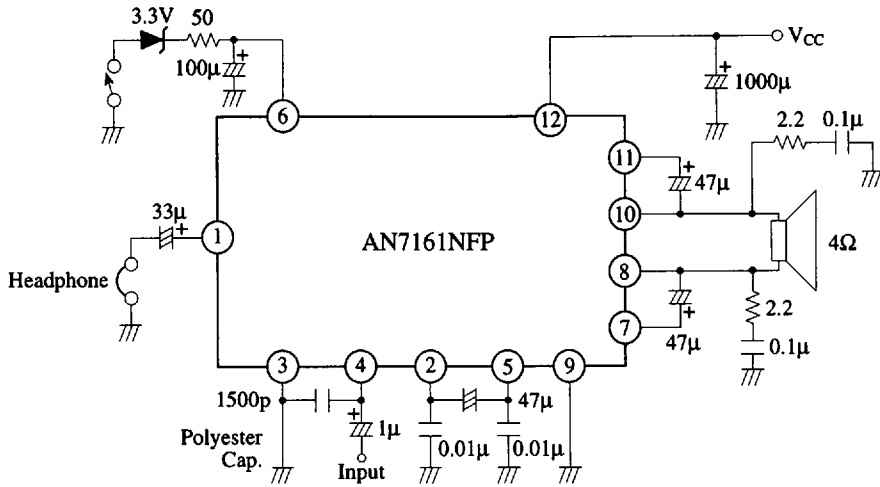 3.3V
50
100μ
VCC
1000μ
2.2
0.1μ
6
12
11
47μ
33μ
1
10
AN7161NFP
4Ω
Headphone
8
2.2
7
47μ
0.1μ
3
4
2
5
9
1500p
47μ
1μ
Polyester
Cap.
0.01μ
0.01μ
Input